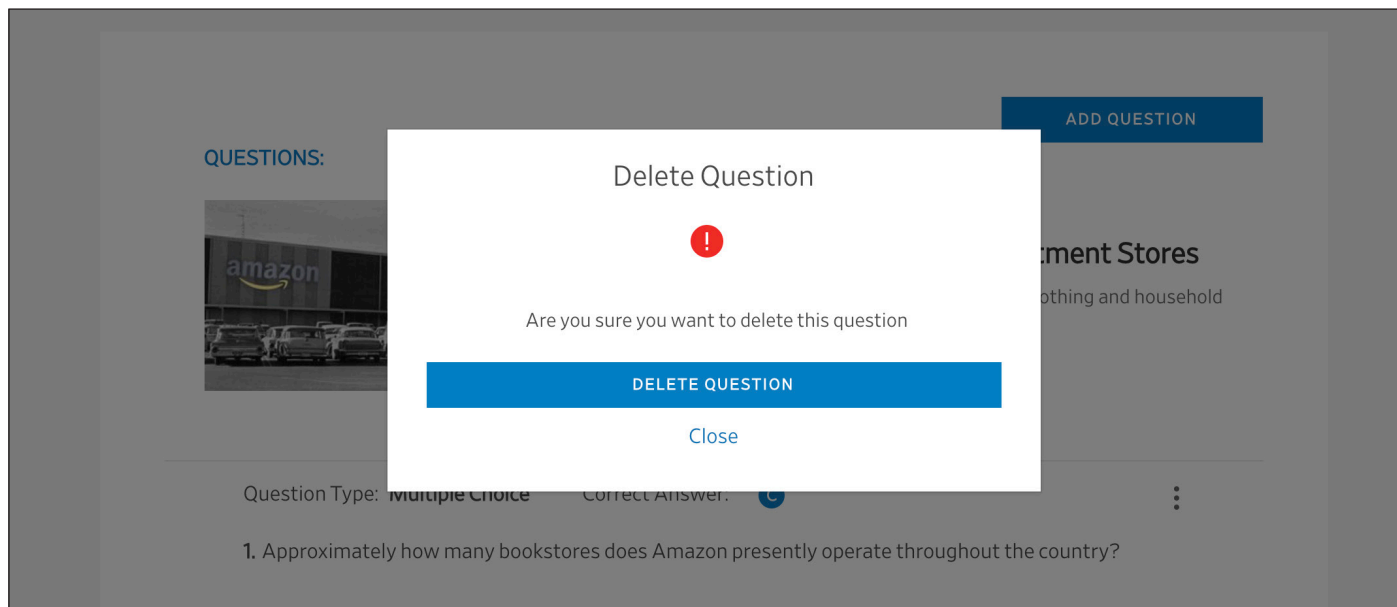 ADD QUESTION
QUESTIONS:
Delete Question
!
amazon
tment Stores
othing and household
Are you sure you want to delete this question
DELETE QUESTION
Close
Question Type: Multiple Choice Correct Answer: C
1. Approximately how many bookstores does Amazon presently operate throughout the country?